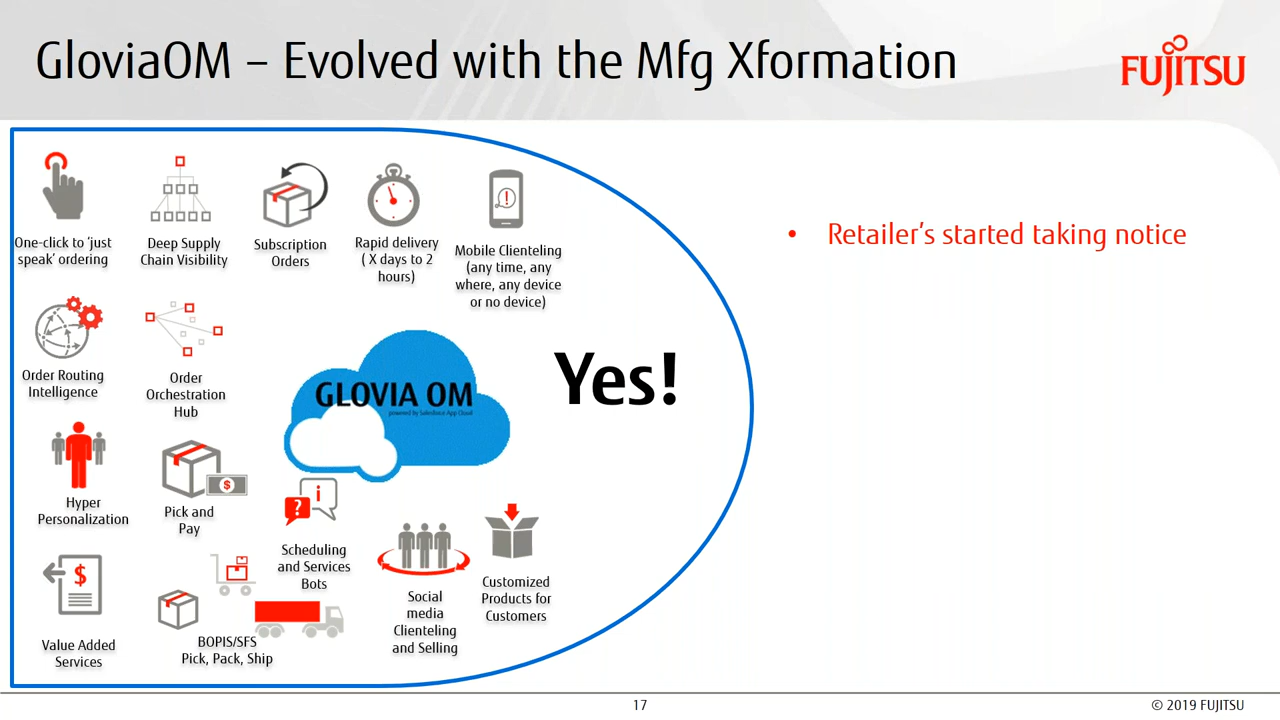 GloviaOM – Evolved with the Mfg Xformation
FUJITSU
One-click to ‘just
speak’ ordering
Deep Supply
Chain Visibility
Subscription
Orders
Rapid delivery
( X days to 2
hours)
Mobile Clienteling
(any time, any
where, any device
or no device)
• Retailer’s started taking notice
Order Routing
Intelligence
Order
Orchestration
Hub
GLOVIA OM
powered by Salesforce App Cloud
Yes!
Hyper
Personalization
Pick and
Pay
Scheduling
and Services
Bots
Social
media
Clienteling
and Selling
Customized
Products for
Customers
Value Added
Services
BOPIS/SFS
Pick, Pack, Ship
17
© 2019 FUJITSU